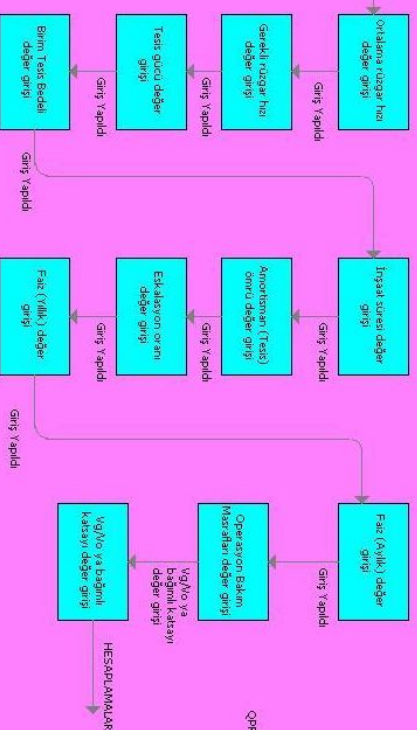 Ortalama rüzgar hızı
değer girişi
Giriş Yapıldı
Gerekli rüzgar hızı
değer girişi
Giriş Yapıldı
Tesis gücü değer
girişi
Giriş Yapıldı
Birim Tesis Bedeli
değer girişi
Giriş Yapıldı
İnşaat süresi değer
girişi
Giriş Yapıldı
Amortisman (Tesis)
ömrü değer girişi
Giriş Yapıldı
Eskalasyon oranı
değer girişi
Giriş Yapıldı
Faiz (Yıllık) değer
girişi
Giriş Yapıldı
Faiz (Aylık) değer
girişi
Giriş Yapıldı
Operasyon Bakım
Masrafları değer girişi
Vg/Vo ya
bağımlı katsayı
değer girişi
Vg/Vo ya bağımlı
katsayı değer girişi
HESAPLAMALAR